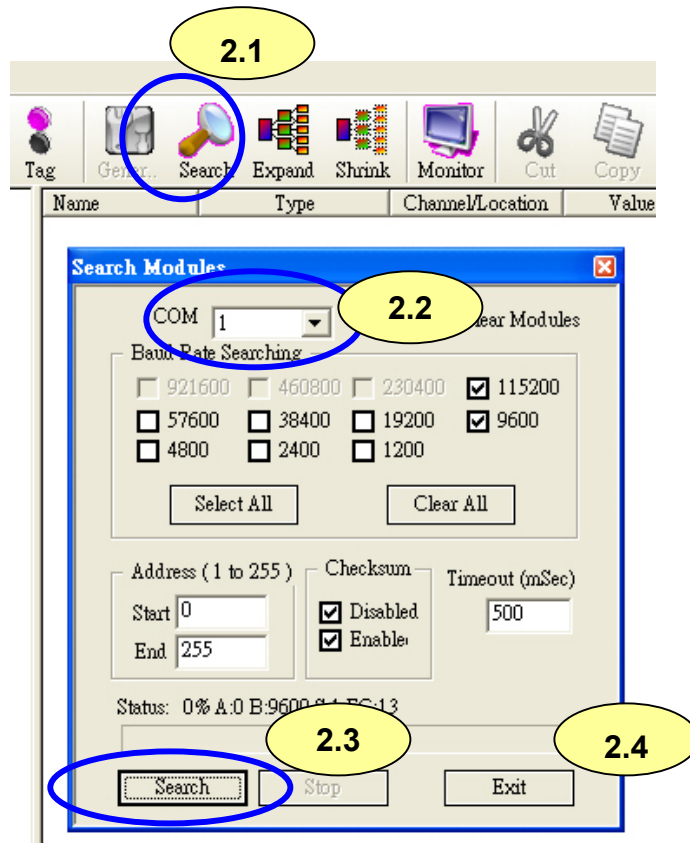 2.1
Tag Gener.. Search Expand Shrink Monitor Cut Copy
Name Type Channel/Location Value
Search Modules
COM 1 2.2 Modules
Baud Rate Searching
921600 460800 230400 115200
57600 38400 19200 9600
4800 2400 1200
Select All Clear All
Address ( 1 to 255 ) Checksum Timeout (mSec)
Start 0 Disabled 500
End 255 Enable
Status: 0% A:0 B:9600
2.3 2.4
Search Stop Exit